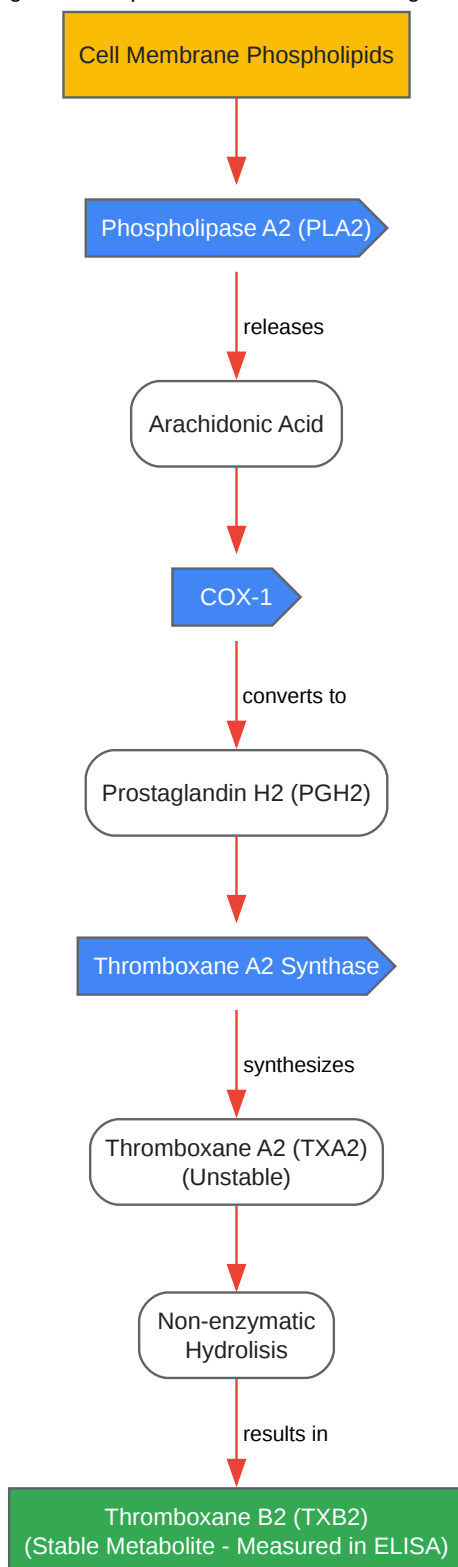 Cell Membrane Phospholipids
Phospholipase A2 (PLA2)
releases
Arachidonic Acid
COX-1
converts to
Prostaglandin H2 (PGH2)
Thromboxane A2 Synthase
synthesizes
Thromboxane A2 (TXA2)
(Unstable)
Non-enzymatic
Hydrolisis
results in
Thromboxane B2 (TXB2)
(Stable Metabolite - Measured in ELISA)